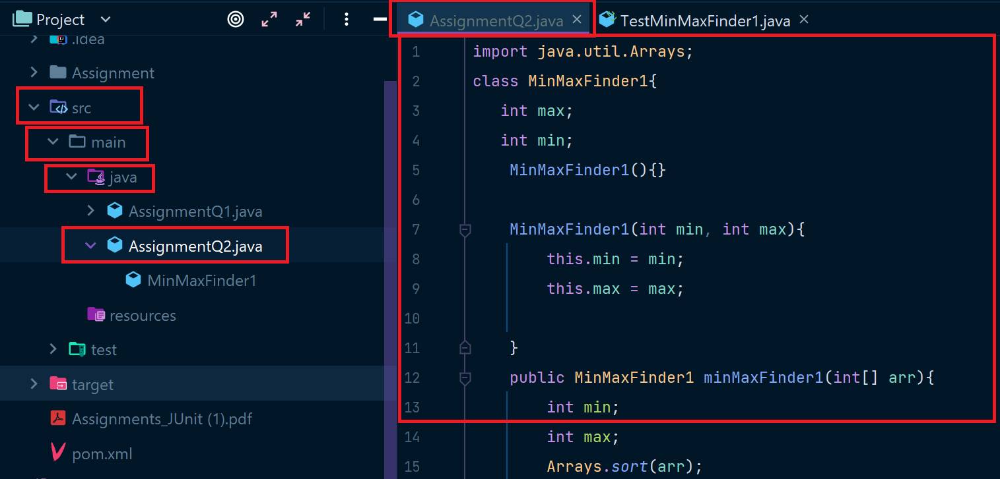 Project
.idea
Assignment
src
main
java
AssignmentQ1.java
AssignmentQ2.java
MinMaxFinder1
resources
test
target
Assignments_JUnit (1).pdf
pom.xml
AssignmentQ2.java TestMinMaxFinder1.java
1 import java.util.Arrays;
2 class MinMaxFinder1{
3 int max;
4 int min;
5 MinMaxFinder1(){}
6
7 MinMaxFinder1(int min, int max){
8 this.min = min;
9 this.max = max;
10
11 }
12 public MinMaxFinder1 minMaxFinder1(int[] arr){
13 int min;
14 int max;
15 Arrays.sort(arr);